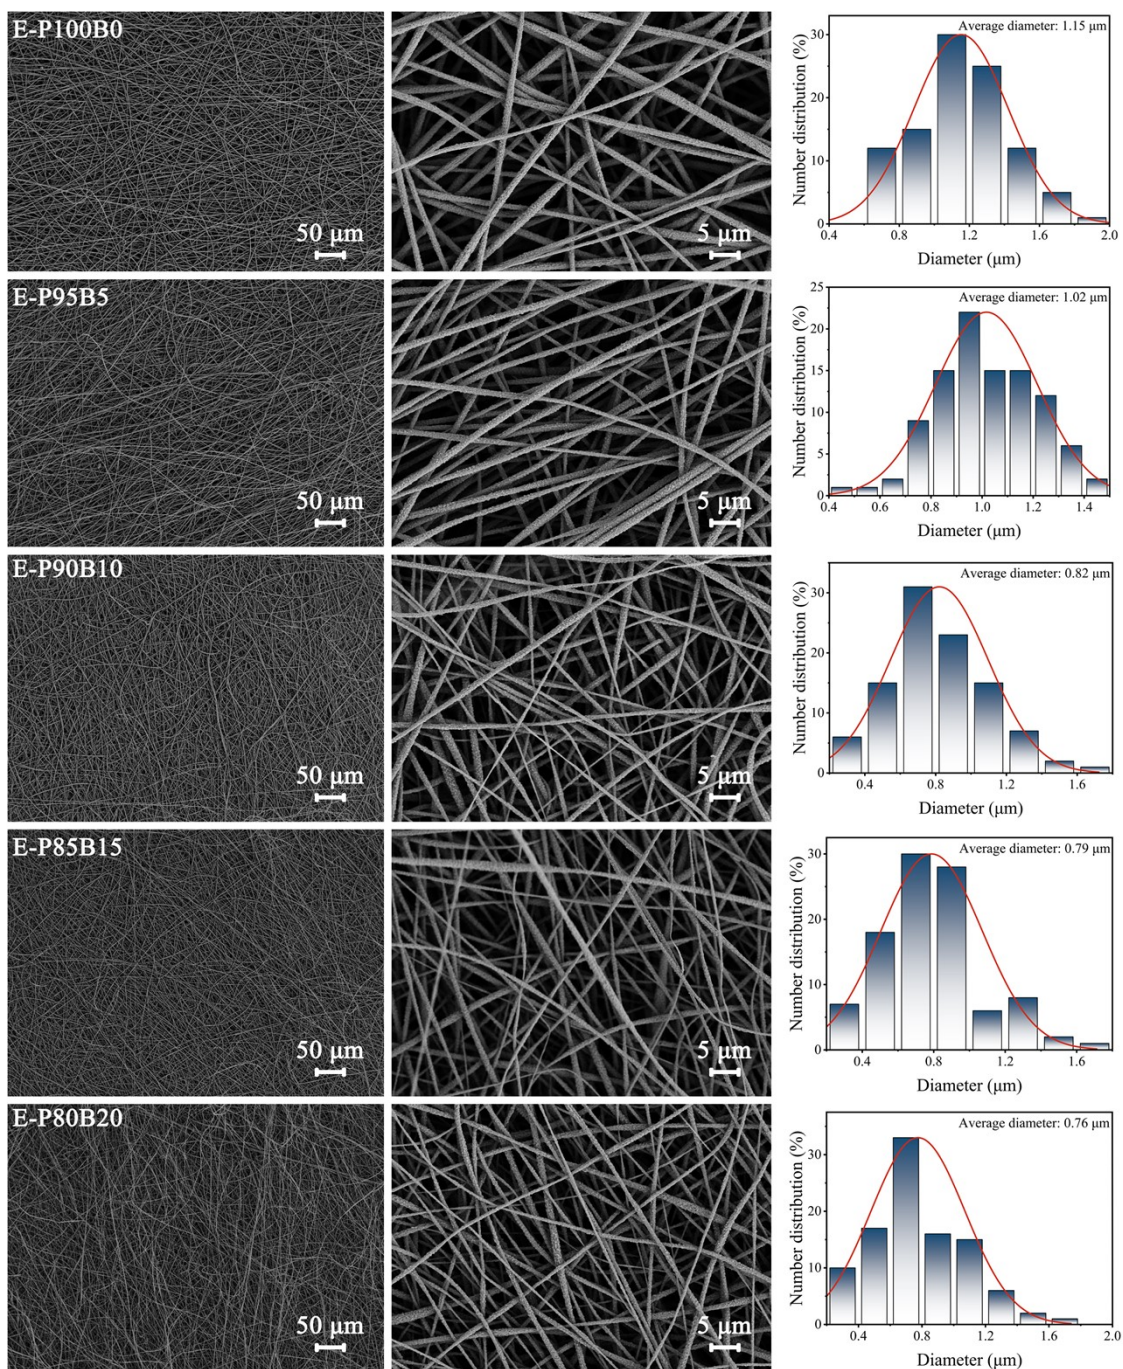 E-P100B0
50 μm
5 μm
Average diameter: 1.15 μm
Number distribution (%)
30
20
10
0
0.4 0.8 1.2 1.6 2.0
Diameter (μm)
E-P95B5
50 μm
5 μm
Average diameter: 1.02 μm
Number distribution (%)
25
20
15
10
5
0
0.4 0.6 0.8 1.0 1.2 1.4
Diameter (μm)
E-P90B10
50 μm
5 μm
Average diameter: 0.82 μm
Number distribution (%)
30
20
10
0
0.4 0.8 1.2 1.6
Diameter (μm)
E-P85B15
50 μm
5 μm
Average diameter: 0.79 μm
Number distribution (%)
30
20
10
0
0.4 0.8 1.2 1.6
Diameter (μm)
E-P80B20
50 μm
5 μm
Average diameter: 0.76 μm
Number distribution (%)
30
20
10
0
0.4 0.8 1.2 1.6 2.0
Diameter (μm)